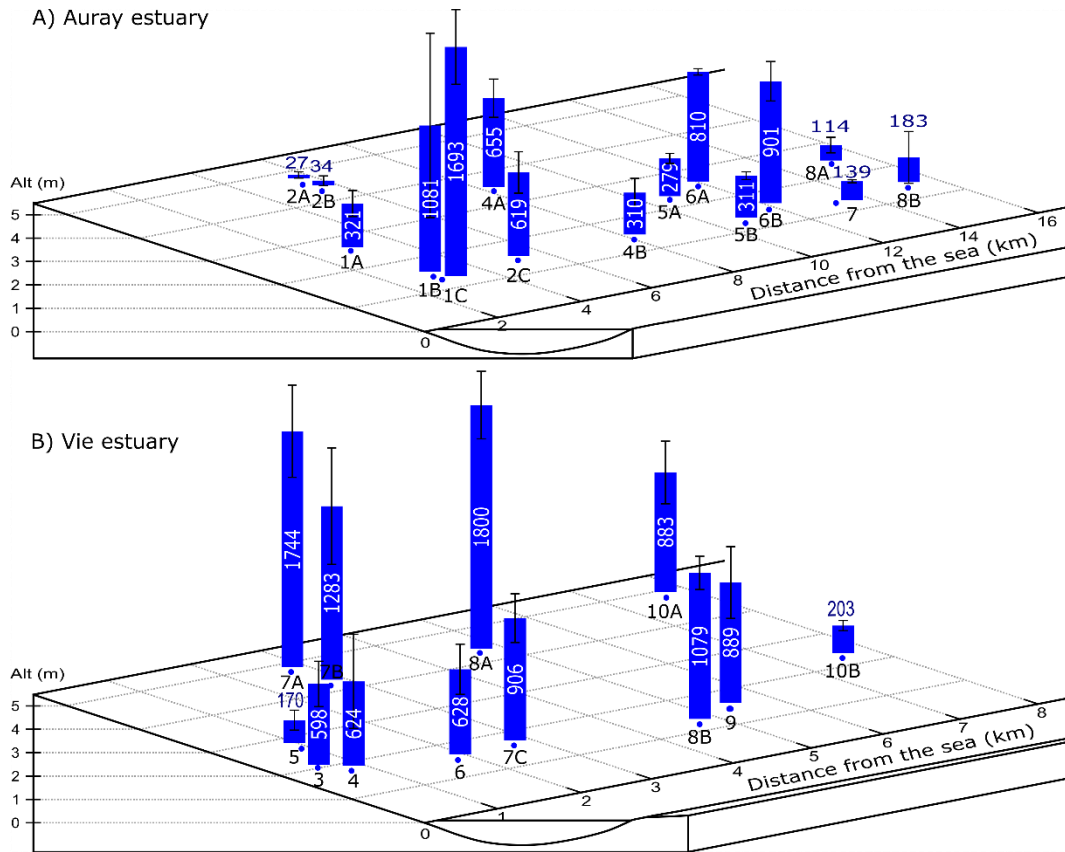 A) Auray estuary
Alt (m)
5
4
3
2
1
0
27
34
2A
2B
321
1A
1081
1B
1693
1C
655
4A
619
2C
310
4B
279
5A
810
6A
311
5B
901
6B
114
8A
139
7
183
8B
0
2
4
6
8
10
12
14
16
Distance from the sea (km)
B) Vie estuary
Alt (m)
5
4
3
2
1
0
1744
7A
1283
7B
170
5
598
3
624
4
1800
8A
628
6
906
7C
883
10A
1079
8B
889
9
203
10B
0
1
2
3
4
5
6
7
8
Distance from the sea (km)